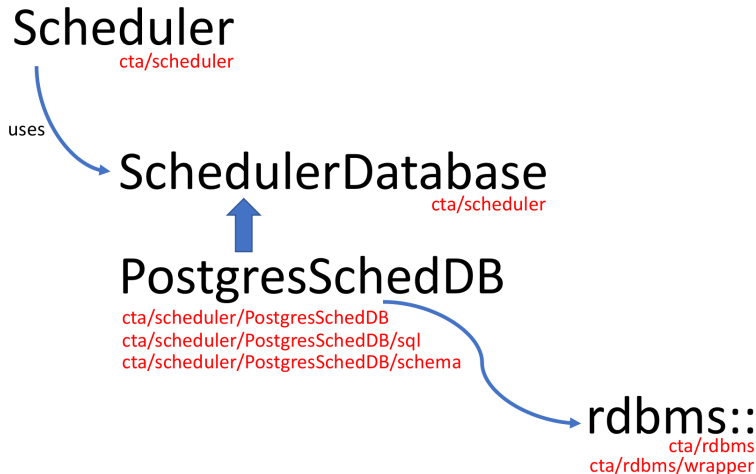 Scheduler
cta/scheduler
uses
SchedulerDatabase
cta/scheduler
PostgresSchedDB
cta/scheduler/PostgresSchedDB
cta/scheduler/PostgresSchedDB/sql
cta/scheduler/PostgresSchedDB/schema
rdbms::
cta/rdbms
cta/rdbms/wrapper